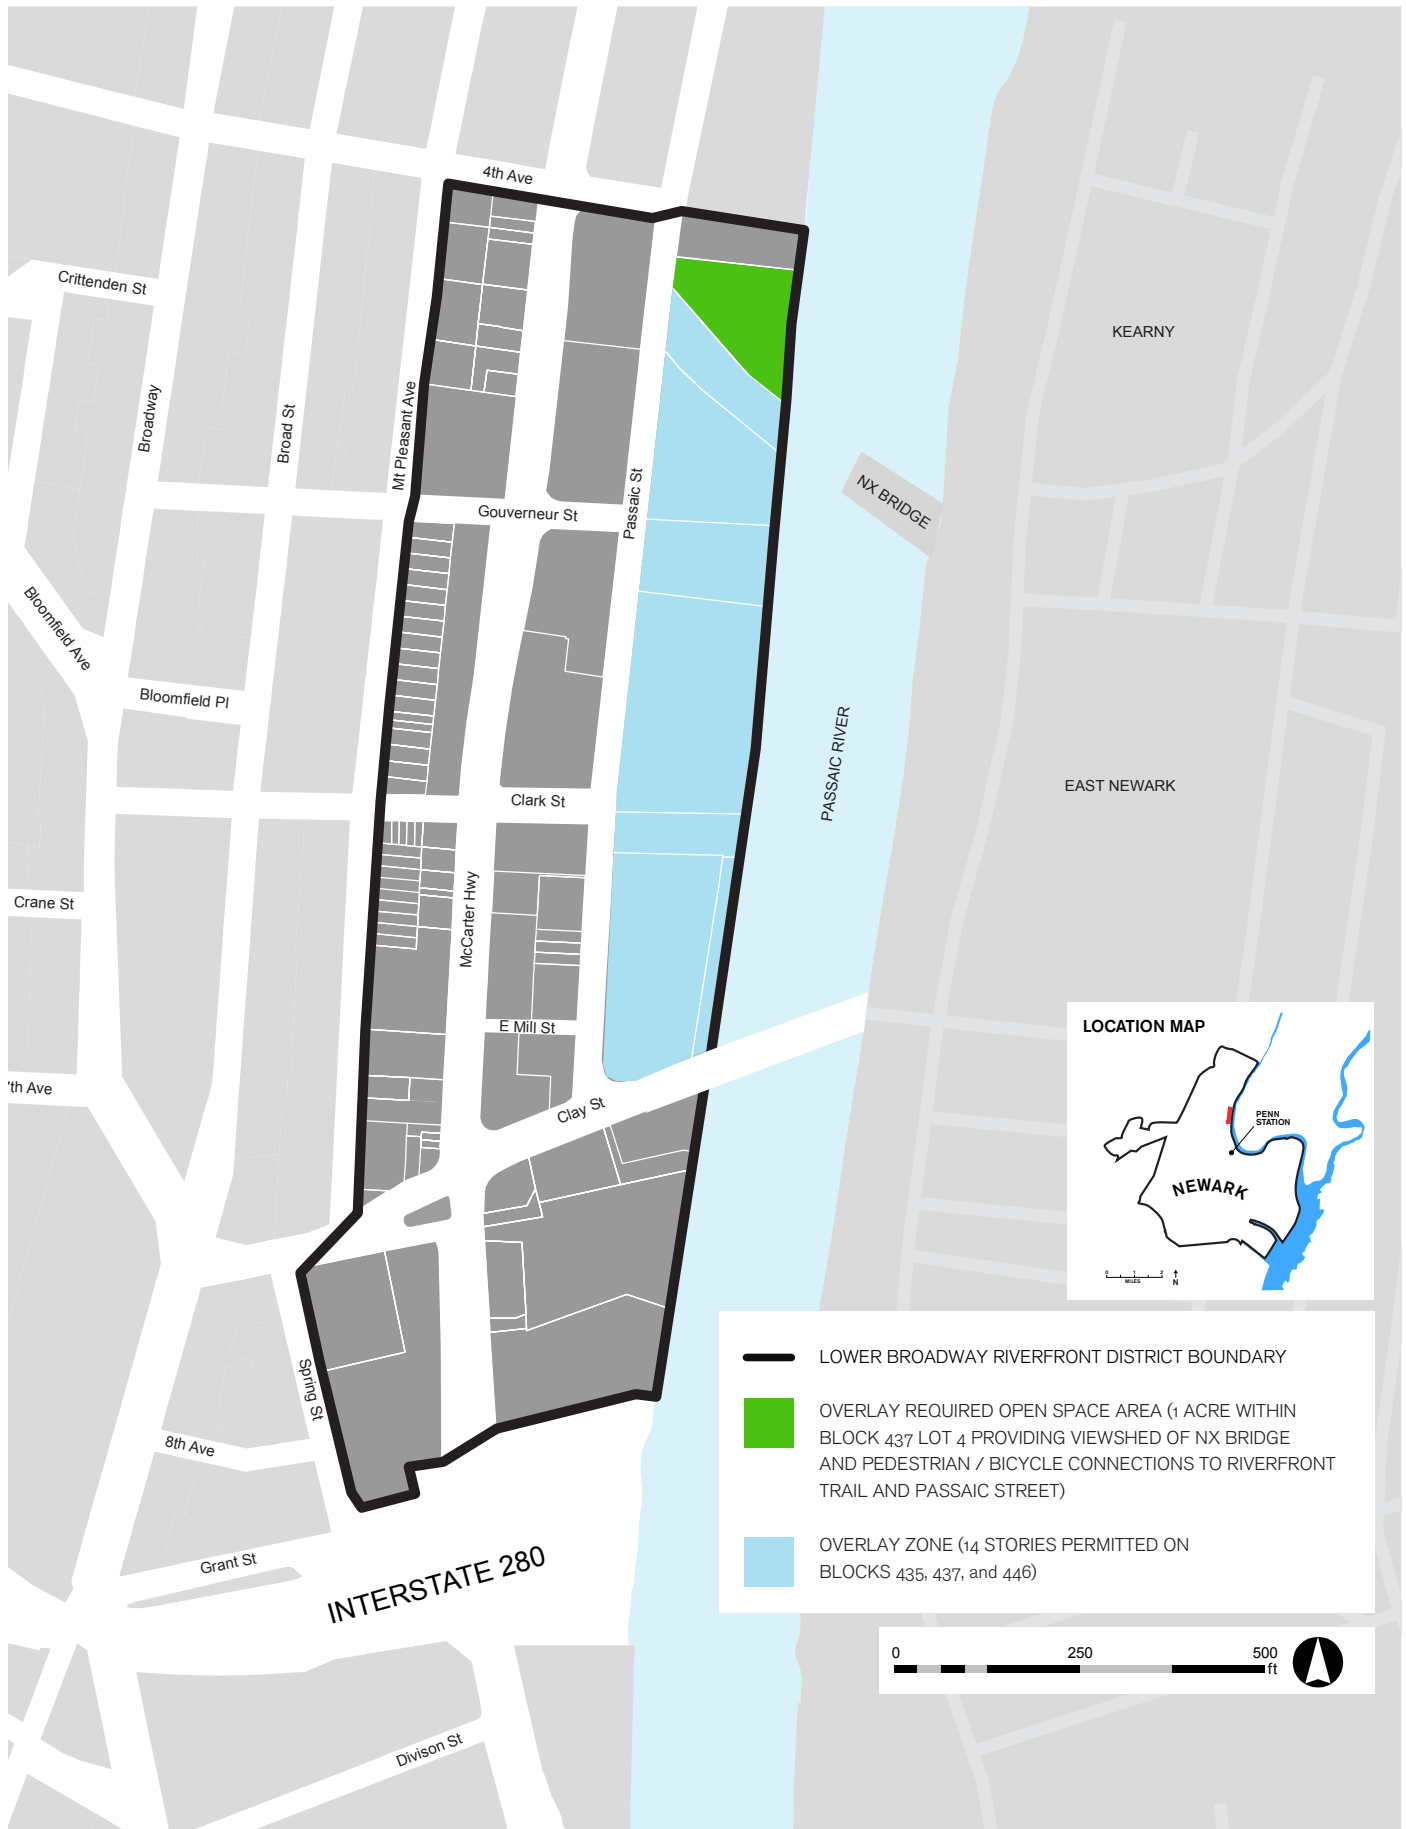 4th Ave
Crittenden St
KEARNY
Broadway
Broad St
Mt Pleasant Ave
Passaic St
NX BRIDGE
Gouverneur St
Bloomfield Ave
Bloomfield Pl
PASSAIC RIVER
EAST NEWARK
Clark St
Crane St
McCarter Hwy
E Mill St
7th Ave
Clay St
LOCATION MAP
PENN
STATION
NEWARK
0 1 2
MILES
N
Spring St
8th Ave
Grant St
INTERSTATE 280
Divison St
LOWER BROADWAY RIVERFRONT DISTRICT BOUNDARY
OVERLAY REQUIRED OPEN SPACE AREA (1 ACRE WITHIN
BLOCK 437 LOT 4 PROVIDING VIEWSHED OF NX BRIDGE
AND PEDESTRIAN / BICYCLE CONNECTIONS TO RIVERFRONT
TRAIL AND PASSAIC STREET)
OVERLAY ZONE (14 STORIES PERMITTED ON
BLOCKS 435, 437, and 446)
0 250 500
ft